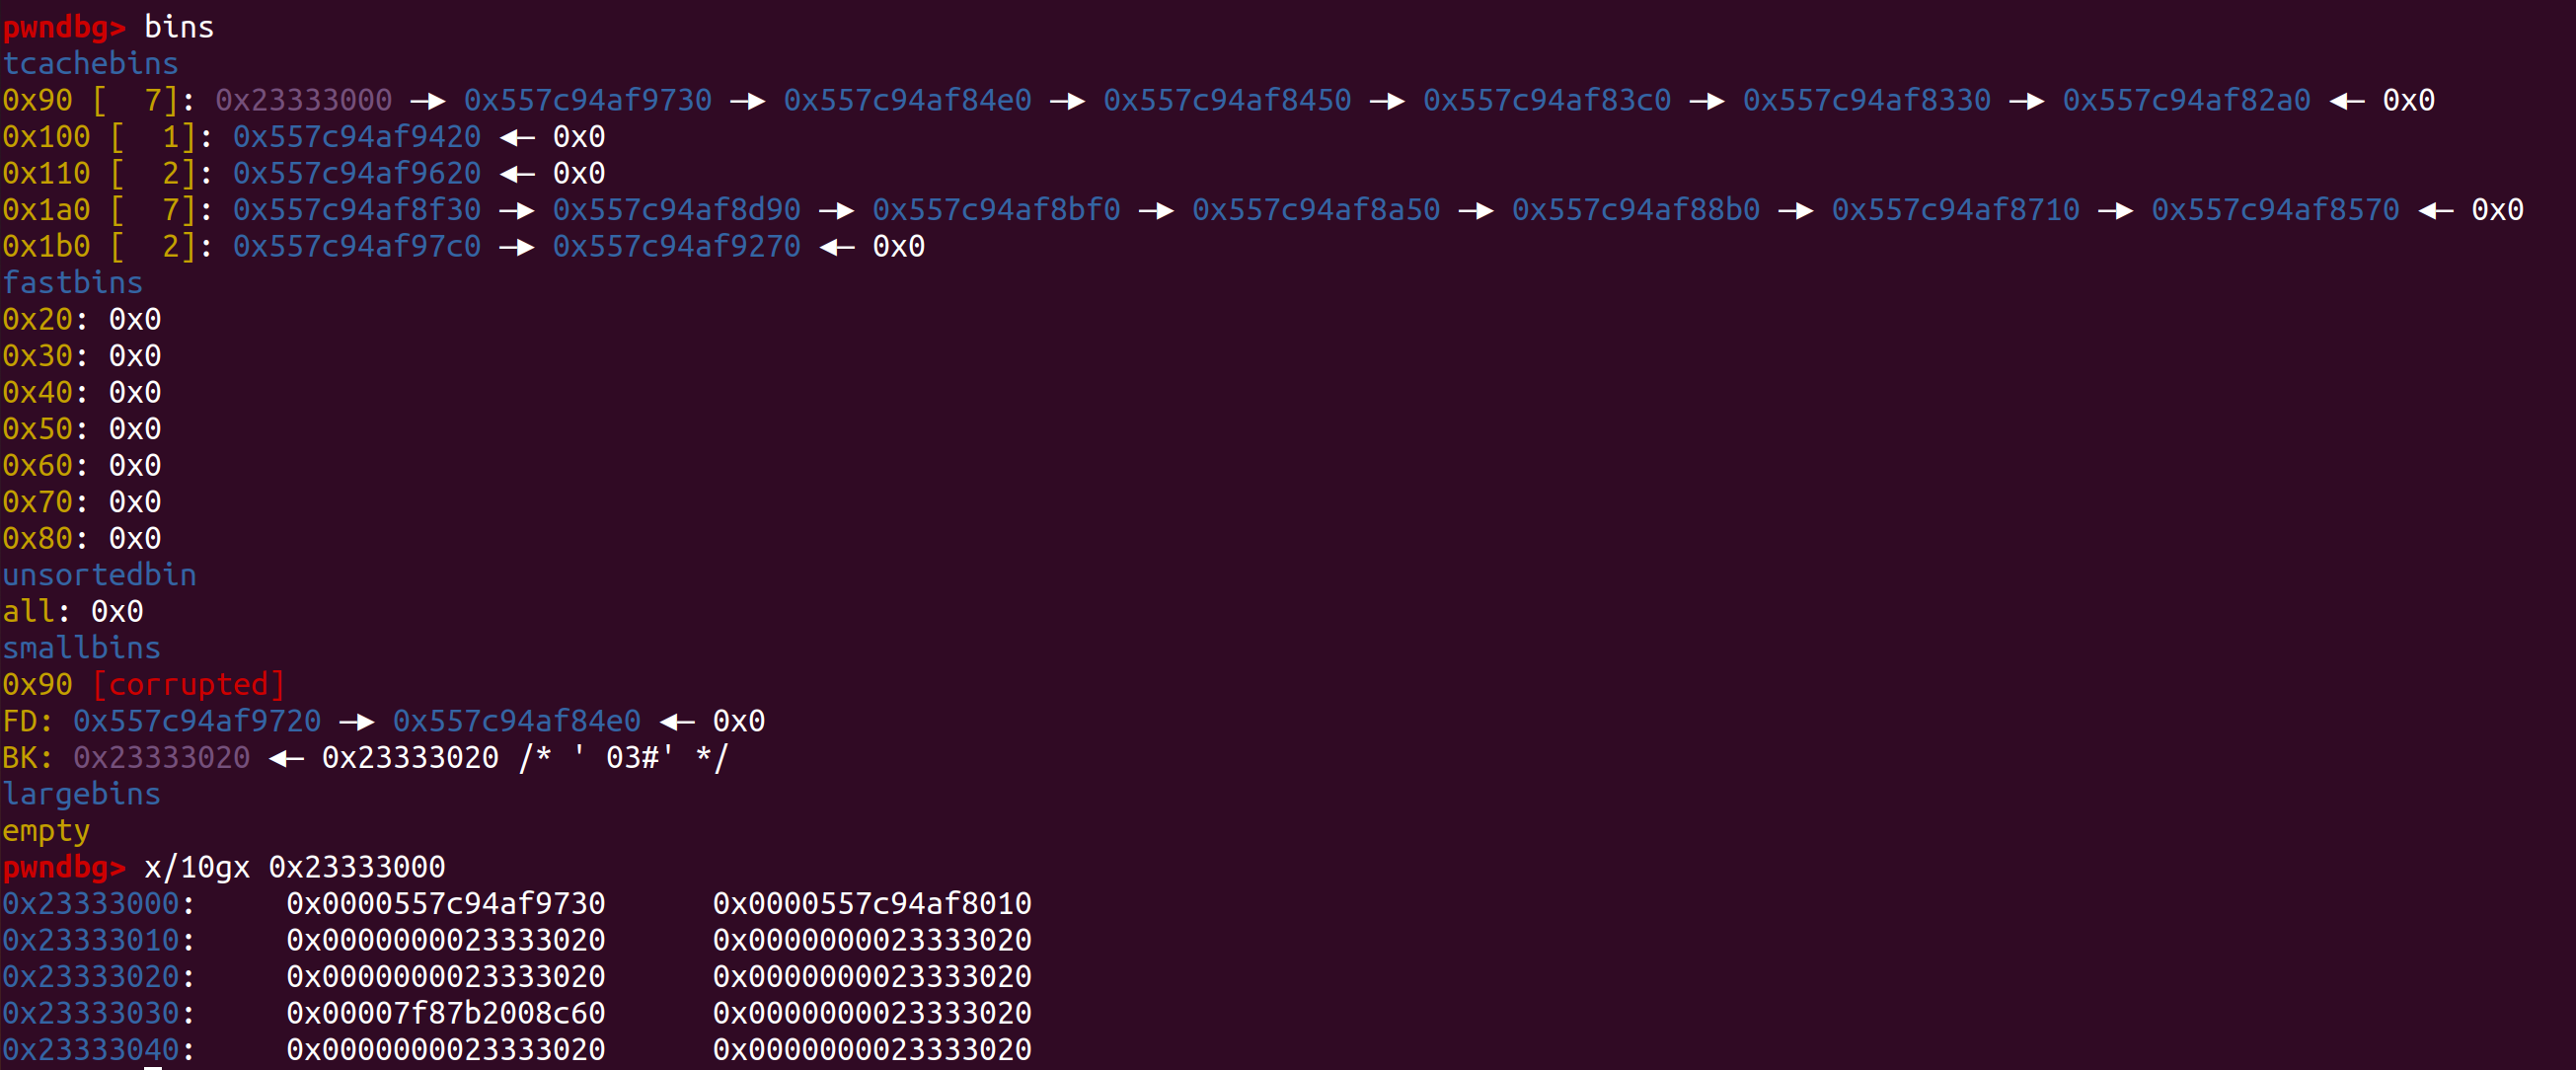 pwndbg> bins
tcachebins
0x90 [  7]: 0x23333000 —▸ 0x557c94af9730 —▸ 0x557c94af84e0 —▸ 0x557c94af8450 —▸ 0x557c94af83c0 —▸ 0x557c94af8330 —▸ 0x557c94af82a0 ◂— 0x0
0x100 [  1]: 0x557c94af9420 ◂— 0x0
0x110 [  2]: 0x557c94af9620 ◂— 0x0
0x1a0 [  7]: 0x557c94af8f30 —▸ 0x557c94af8d90 —▸ 0x557c94af8bf0 —▸ 0x557c94af8a50 —▸ 0x557c94af88b0 —▸ 0x557c94af8710 —▸ 0x557c94af8570 ◂— 0x0
0x1b0 [  2]: 0x557c94af97c0 —▸ 0x557c94af9270 ◂— 0x0
fastbins
0x20: 0x0
0x30: 0x0
0x40: 0x0
0x50: 0x0
0x60: 0x0
0x70: 0x0
0x80: 0x0
unsortedbin
all: 0x0
smallbins
0x90 [corrupted]
FD: 0x557c94af9720 —▸ 0x557c94af84e0 ◂— 0x0
BK: 0x23333020 ◂— 0x23333020 /* ' 03#' */
largebins
empty
pwndbg> x/10gx 0x23333000
0x23333000:	0x0000557c94af9730	0x0000557c94af8010
0x23333010:	0x0000000023333020	0x0000000023333020
0x23333020:	0x0000000023333020	0x0000000023333020
0x23333030:	0x00007f87b2008c60	0x0000000023333020
0x23333040:	0x0000000023333020	0x0000000023333020